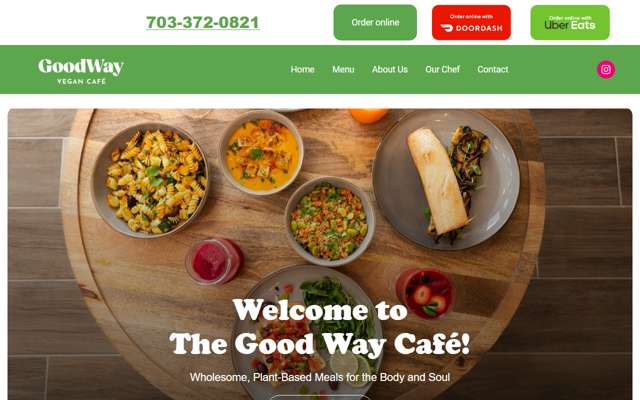 703-372-0821
Order online
Order online with
DOORDASH
Order online with
Uber Eats
GoodWay
VEGAN CAFÉ
Home
Menu
About Us
Our Chef
Contact
Welcome to
The Good Way Café!
Wholesome, Plant-Based Meals for the Body and Soul